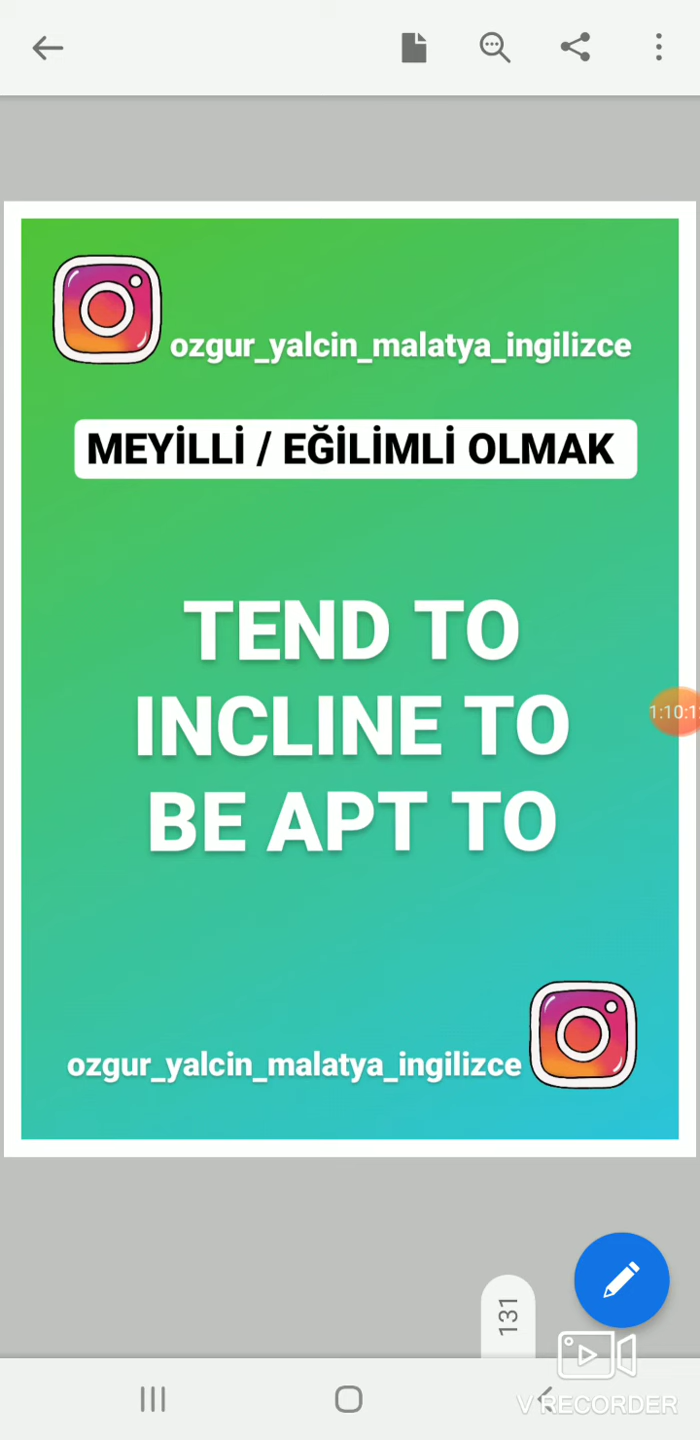 ozgur_yalcin_malatya_ingilizce
MEYİLLİ / EĞİLİMLİ OLMAK
TEND TO
INCLINE TO
BE APT TO
ozgur_yalcin_malatya_ingilizce
131
V RECORDER